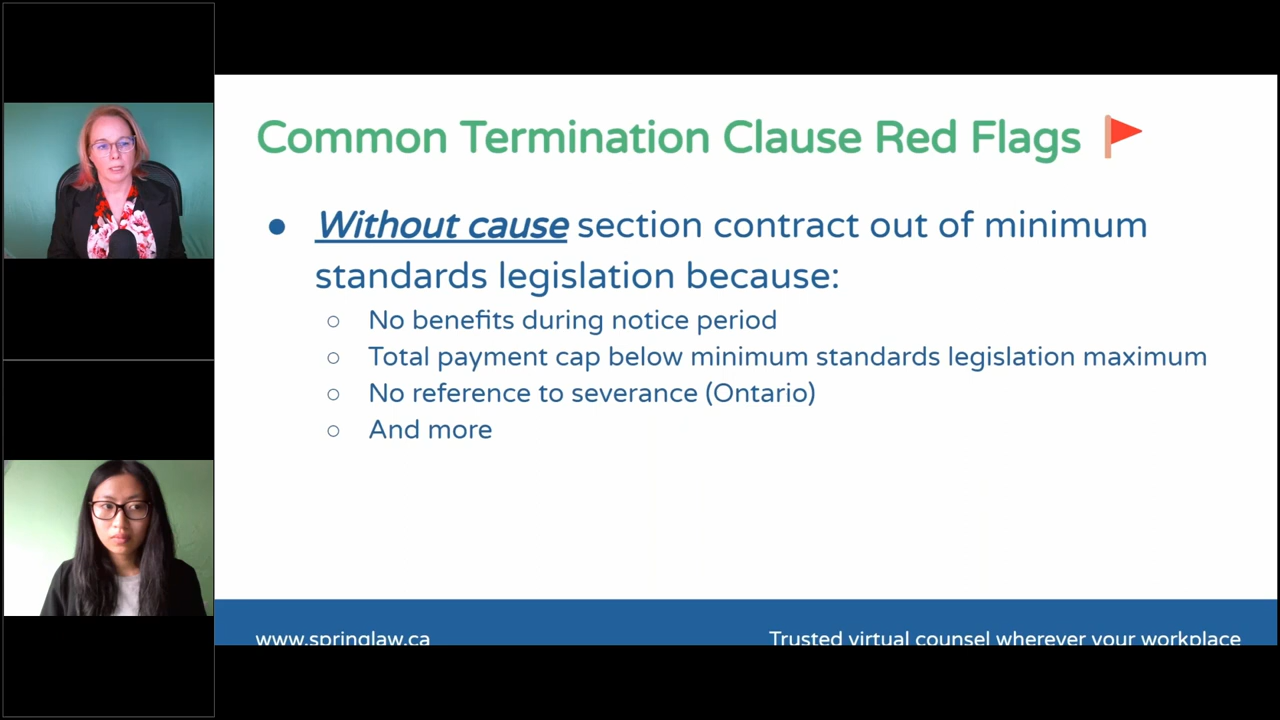 Common Termination Clause Red Flags
● Without cause section contract out of minimum
standards legislation because:
○ No benefits during notice period
○ Total payment cap below minimum standards legislation maximum
○ No reference to severance (Ontario)
○ And more
www.springlaw.ca
Trusted virtual counsel wherever your workplace